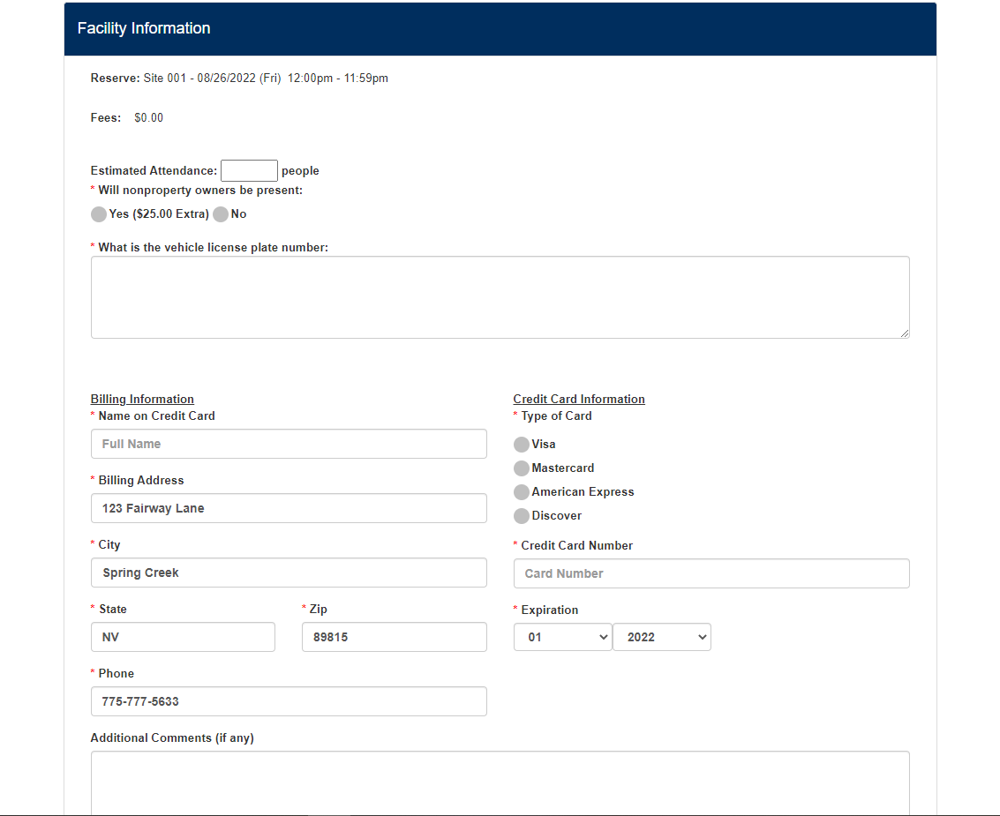 Facility Information
Reserve: Site 001 - 08/26/2022 (Fri)  12:00pm - 11:59pm
Fees: $0.00
Estimated Attendance: people
* Will nonproperty owners be present:
Yes ($25.00 Extra) No
* What is the vehicle license plate number:
Billing Information
* Name on Credit Card
Full Name
* Billing Address
123 Fairway Lane
* City
Spring Creek
* State * Zip
NV 89815
* Phone
775-777-5633
Credit Card Information
* Type of Card
Visa
Mastercard
American Express
Discover
* Credit Card Number
Card Number
* Expiration
01 2022
Additional Comments (if any)